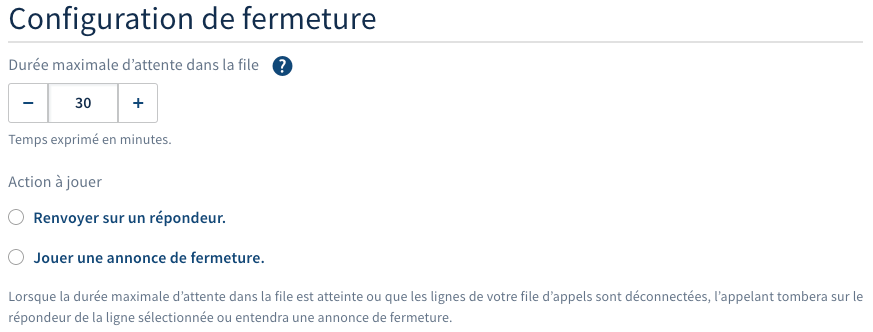 Configuration de fermeture
Durée maximale d’attente dans la file ?
− 30 +
Temps exprimé en minutes.
Action à jouer
Renvoyer sur un répondeur.
Jouer une annonce de fermeture.
Lorsque la durée maximale d’attente dans la file est atteinte ou que les lignes de votre file d’appels sont déconnectées, l’appelant tombera sur le
répondeur de la ligne sélectionnée ou entendra une annonce de fermeture.